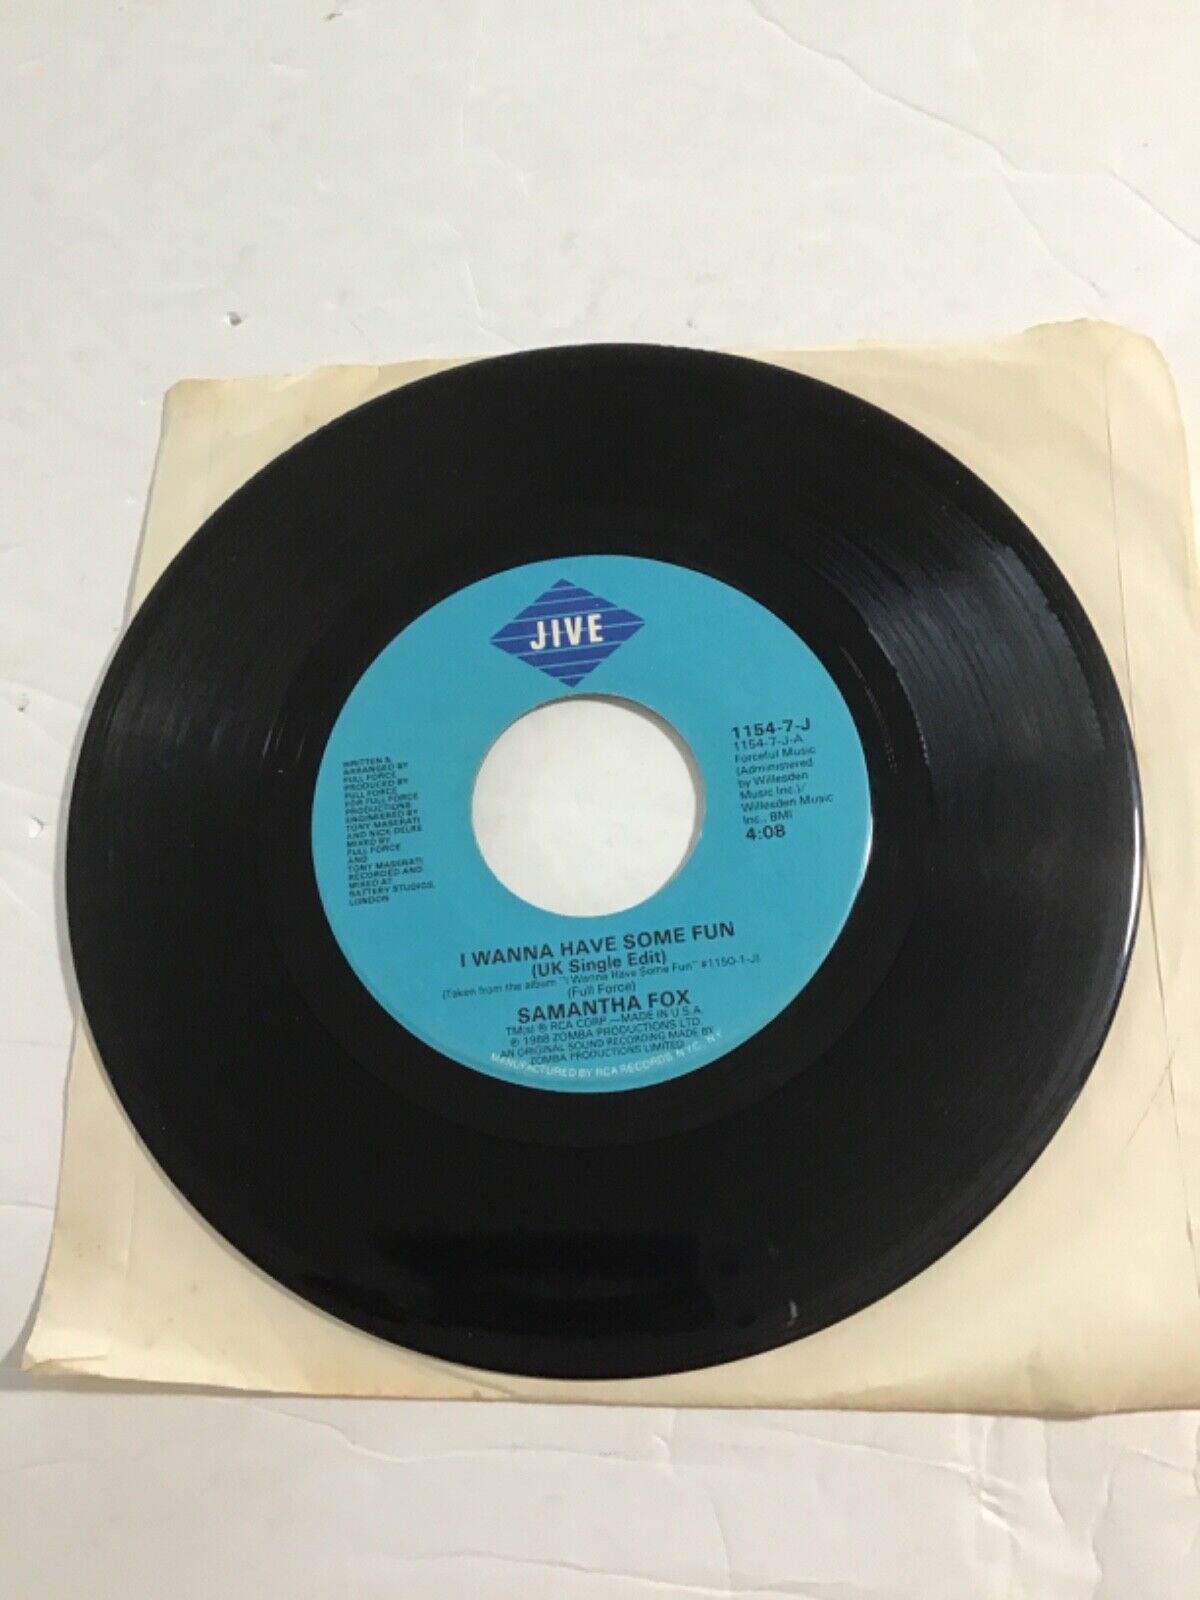 JIVE
WRITTEN &
ARRANGED BY
FULL FORCE
PRODUCED BY
FULL FORCE
FOR FULL FORCE
PRODUCTIONS
ENGINEERED BY
TONY MASERATI
AND NICK DELRE
MIXED BY
FULL FORCE
AND
TONY MASERATI
RECORDED AND
MIXED AT
BATTERY STUDIOS,
LONDON
1154-7-J
1154-7-J-A
Forceful Music
(Administered
by Willesden
Music Inc.)/
Willesden Music
Inc., BMI
4:08
I WANNA HAVE SOME FUN
(UK Single Edit)
(Taken from the album "I Wanna Have Some Fun" #1150-1-J)
(Full Force)
SAMANTHA FOX
TM(s) ® RCA CORP.—MADE IN U.S.A.
℗ 1988 ZOMBA PRODUCTIONS LTD.
AN ORIGINAL SOUND RECORDING MADE BY
ZOMBA PRODUCTIONS LIMITED
MANUFACTURED BY RCA RECORDS, NYC, NY